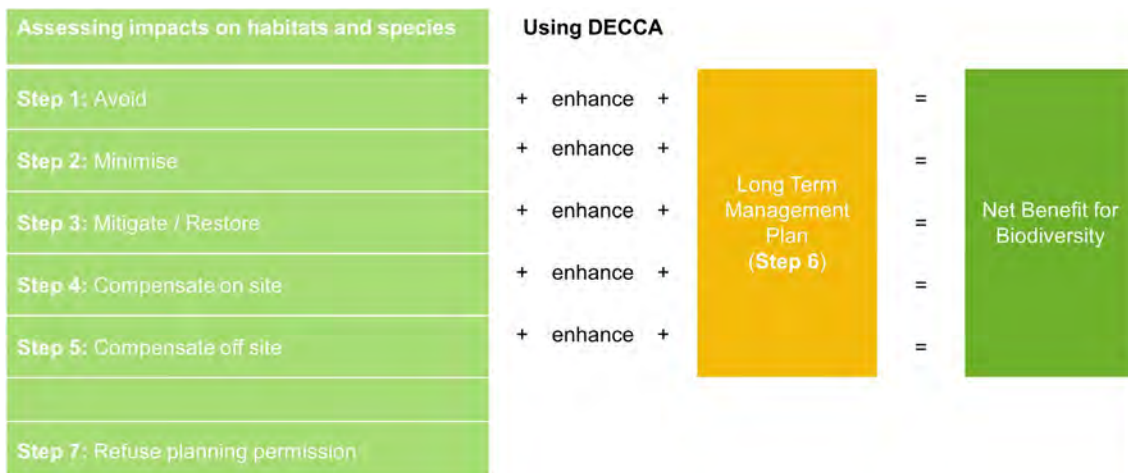 Assessing impacts on habitats and species
Using DECCA
Step 1: Avoid
+ enhance +
=
Step 2: Minimise
+ enhance +
=
Step 3: Mitigate / Restore
+ enhance +
=
Step 4: Compensate on site
+ enhance +
=
Step 5: Compensate off site
+ enhance +
=
Long Term
Management
Plan
(Step 6)
Net Benefit for
Biodiversity
Step 7: Refuse planning permission